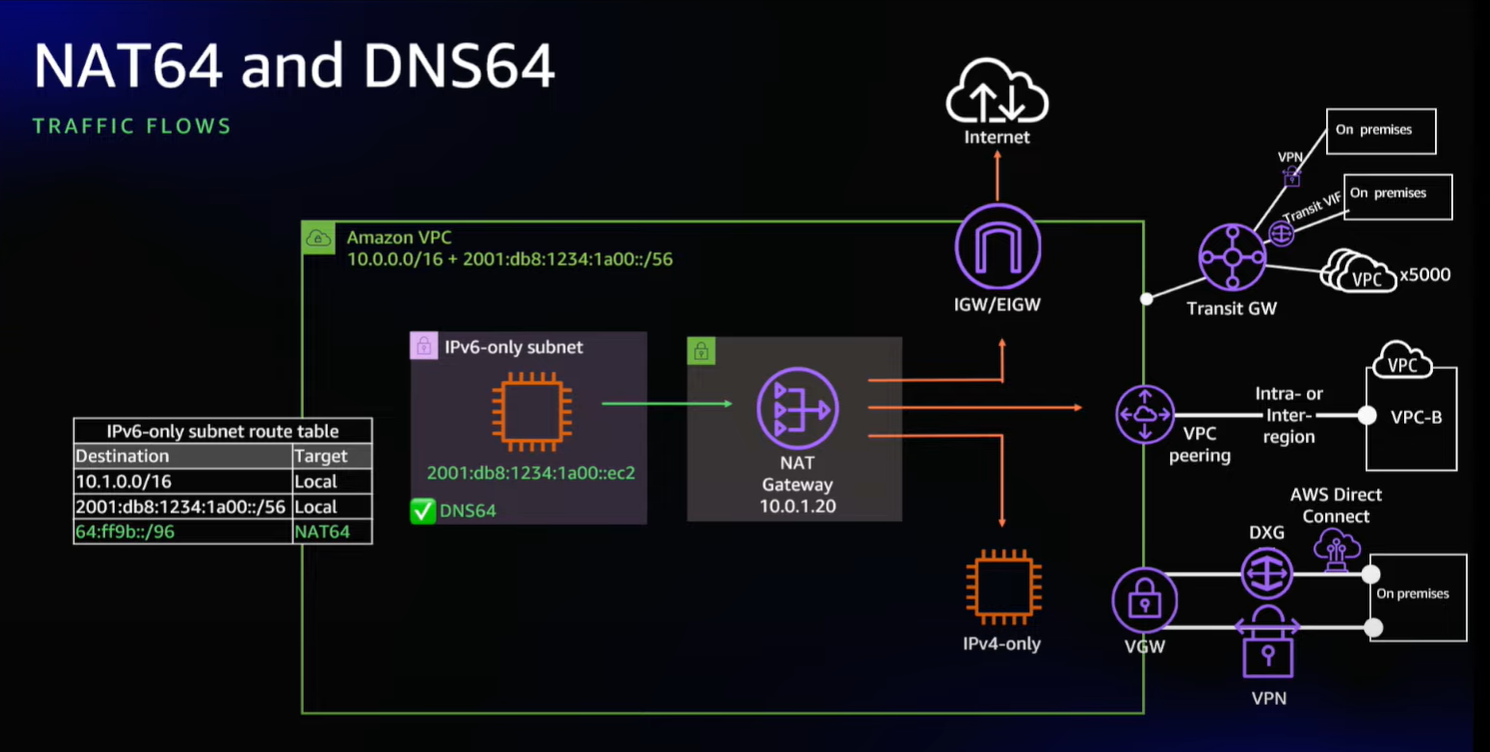 NAT64 and DNS64
TRAFFIC FLOWS
Internet
Amazon VPC
10.0.0.0/16 + 2001:db8:1234:1a00::/56
IGW/EIGW
IPv6-only subnet
2001:db8:1234:1a00::ec2
DNS64
NAT
Gateway
10.0.1.20
IPv4-only
IPv6-only subnet route table
Destination Target
10.1.0.0/16 Local
2001:db8:1234:1a00::/56 Local
64:ff9b::/96 NAT64
On premises
VPN
On premises
Transit VIF
VPC x5000
Transit GW
VPC
Intra- or
Inter-
region
VPC-B
VPC
peering
AWS Direct
Connect
DXG
On premises
VGW
VPN